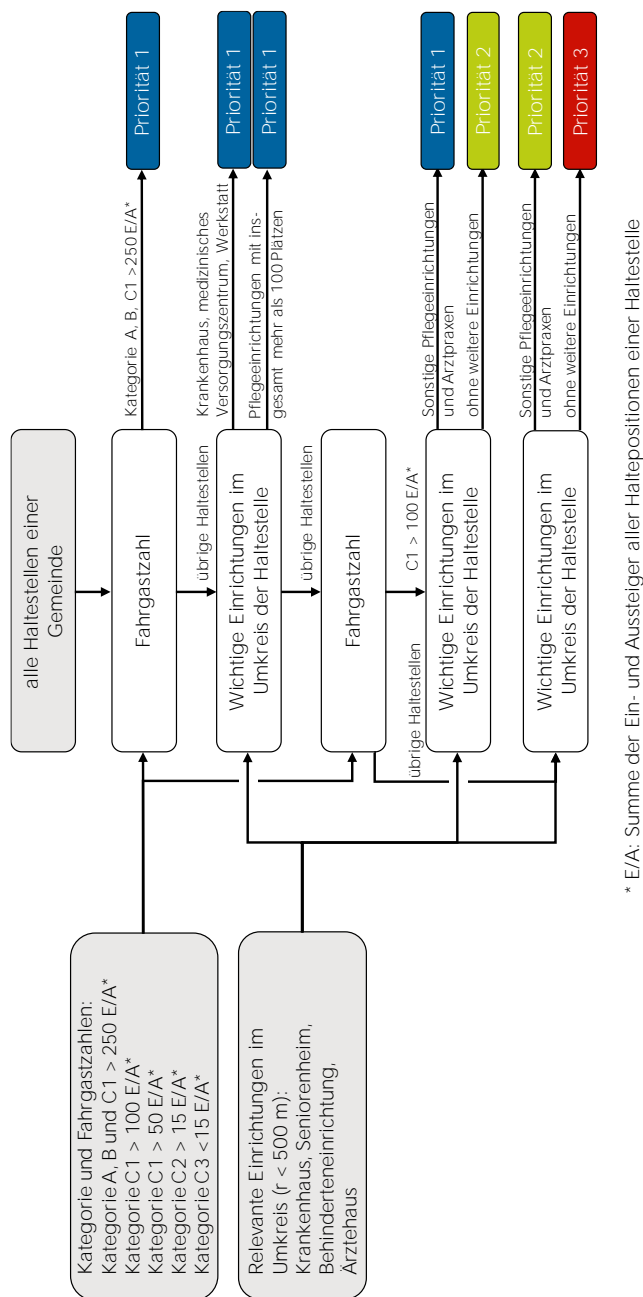 alle Haltestellen einer
Gemeinde
Kategorie und Fahrgastzahlen:
Kategorie A, B und C1 > 250 E/A*
Kategorie C1 > 100 E/A*
Kategorie C1 > 50 E/A*
Kategorie C2 > 15 E/A*
Kategorie C3 <15 E/A*
Fahrgastzahl
Kategorie A, B, C1 >250 E/A*
Priorität 1
übrige Haltestellen
Wichtige Einrichtungen im
Umkreis der Haltestelle
Krankenhaus, medizinisches
Versorgungszentrum, Werkstatt
Priorität 1
Pflegeeinrichtungen mit ins-
gesamt mehr als 100 Plätzen
Priorität 1
Relevante Einrichtungen im
Umkreis (r < 500 m):
Krankenhaus, Seniorenheim,
Behinderteneinrichtung,
Ärztehaus
übrige Haltestellen
Fahrgastzahl
übrige Haltestellen
C1 > 100 E/A*
Wichtige Einrichtungen im
Umkreis der Haltestelle
Sonstige Pflegeeinrichtungen
und Arztpraxen
Priorität 1
ohne weitere Einrichtungen
Priorität 2
Wichtige Einrichtungen im
Umkreis der Haltestelle
Sonstige Pflegeeinrichtungen
und Arztpraxen
Priorität 2
ohne weitere Einrichtungen
Priorität 3
* E/A: Summe der Ein- und Aussteiger aller Haltepositionen einer Haltestelle